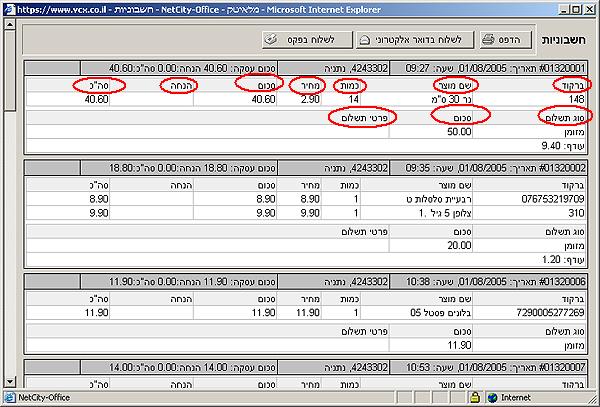 https://www.vcx.co.il - NetCity-Office - מלאיטק - חשבוניות - Microsoft Internet Explorer
חשבוניות הדפס לשלוח בדואר אלקטרוני לשלוח בפקס
#01320001 תאריך: 01/08/2005, שעה: 09:27 4243302, נתניה סכום עסקה: 40.60 הנחה: 0.00 סה"כ: 40.60
ברקוד שם מוצר כמות מחיר סכום הנחה סה"כ
148 נר 30 ס"מ 14 2.90 40.60 40.60
סוג תשלום סכום פרטי תשלום
מזומן 50.00
עודף: 9.40
#01320002 תאריך: 01/08/2005, שעה: 09:35 4243302, נתניה סכום עסקה: 18.80 הנחה: 0.00 סה"כ: 18.80
ברקוד שם מוצר כמות מחיר סכום הנחה סה"כ
076753219709 רבעיית סלסלות ט 1 8.90 8.90 8.90
310 צלופן 5 גיל .1 1 9.90 9.90 9.90
סוג תשלום סכום פרטי תשלום
מזומן 20.00
עודף: 1.20
#01320006 תאריך: 01/08/2005, שעה: 10:38 4243302, נתניה סכום עסקה: 11.90 הנחה: 0.00 סה"כ: 11.90
ברקוד שם מוצר כמות מחיר סכום הנחה סה"כ
7290005277269 בלונים פסטל 05 1 11.90 11.90 11.90
סוג תשלום סכום פרטי תשלום
מזומן 11.90
#01320007 תאריך: 01/08/2005, שעה: 10:53 4243302, נתניה סכום עסקה: 14.00 הנחה: 0.00 סה"כ: 14.00
NetCity-Office Internet